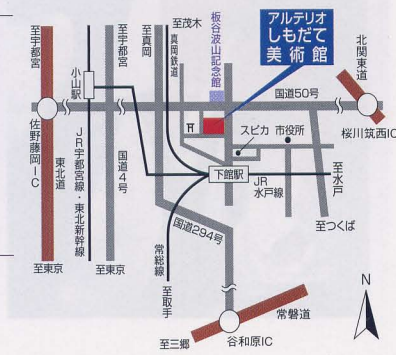 至宇都宮
小山駅
至宇都宮
至真岡
至茂木
真岡鉄道
板谷波山記念館
アルテリオ
しもだて
美術館
北関東道
国道50号
桜川筑西IC
佐野藤岡IC
東北道
JR宇都宮線・東北新幹線
国道4号
スピカ
市役所
下館駅
JR
水戸線
至水戸
至つくば
国道294号
常総線
至取手
至東京
至東京
常磐道
至三郷
谷和原IC
N